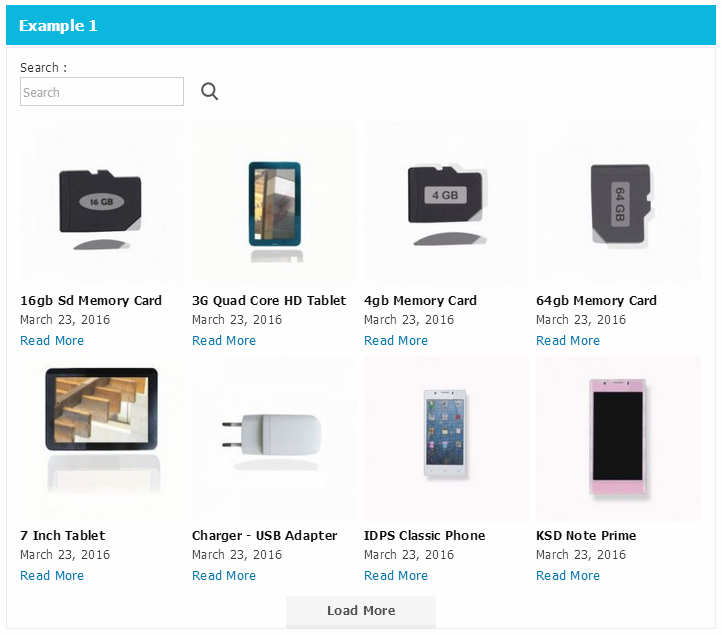 Example 1
Search :
Search
16 GB
4 GB
64 GB
16gb Sd Memory Card
3G Quad Core HD Tablet
4gb Memory Card
64gb Memory Card
March 23, 2016
March 23, 2016
March 23, 2016
March 23, 2016
Read More
Read More
Read More
Read More
7 Inch Tablet
Charger - USB Adapter
IDPS Classic Phone
KSD Note Prime
March 23, 2016
March 23, 2016
March 23, 2016
March 23, 2016
Read More
Read More
Read More
Read More
Load More